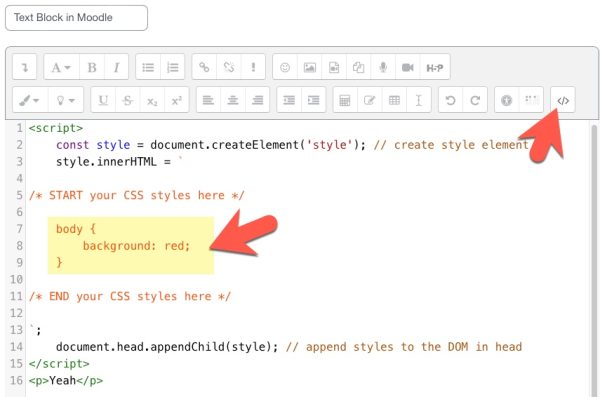 Text Block in Moodle
A B I H-P
U S x₂ x²
</>
1 <script>
2 const style = document.createElement('style'); // create style element
3 style.innerHTML = `
4
5 /* START your CSS styles here */
6
7 body {
8 background: red;
9 }
10
11 /* END your CSS styles here */
12
13 `;
14 document.head.appendChild(style); // append styles to the DOM in head
15 </script>
16 <p>Yeah</p>